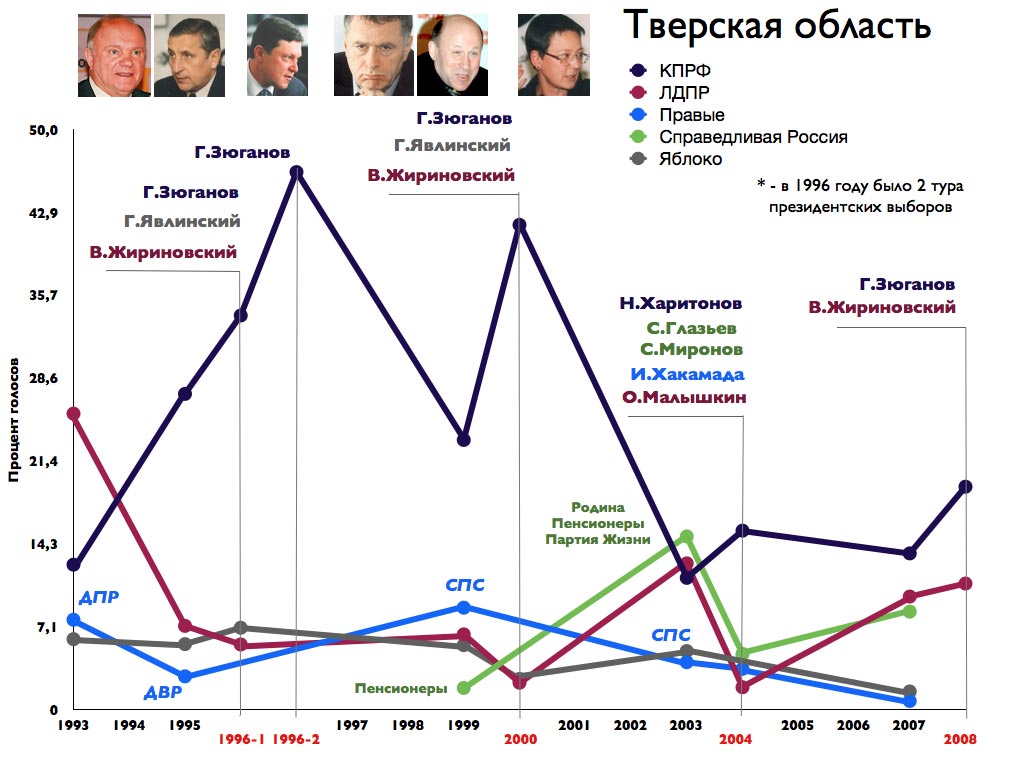 Тверская область
КПРФ
ЛДПР
Правые
Справедливая Россия
Яблоко
* - в 1996 году было 2 тура
президентских выборов
Процент голосов
50,0
42,9
35,7
28,6
21,4
14,3
7,1
0
Г.Зюганов
Г.Явлинский
В.Жириновский
Г.Зюганов
Г.Зюганов
Г.Явлинский
В.Жириновский
Н.Харитонов
С.Глазьев
С.Миронов
И.Хакамада
О.Малышкин
Г.Зюганов
В.Жириновский
Родина
Пенсионеры
Партия Жизни
ДПР
ДВР
СПС
Пенсионеры
СПС
1993 1994 1995 1997 1998 1999 2001 2002 2003 2005 2006 2007
1996-1 1996-2 2000 2004 2008